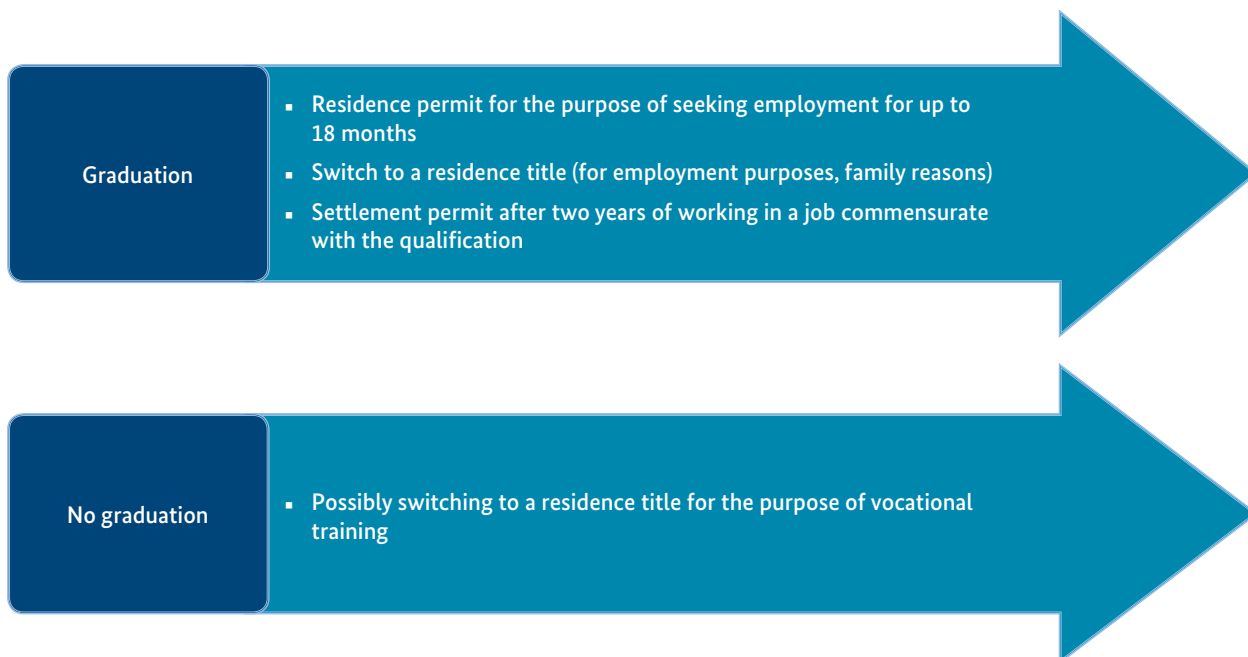 Graduation
▪ Residence permit for the purpose of seeking employment for up to
18 months
▪ Switch to a residence title (for employment purposes, family reasons)
▪ Settlement permit after two years of working in a job commensurate
with the qualification
No graduation
▪ Possibly switching to a residence title for the purpose of vocational
training